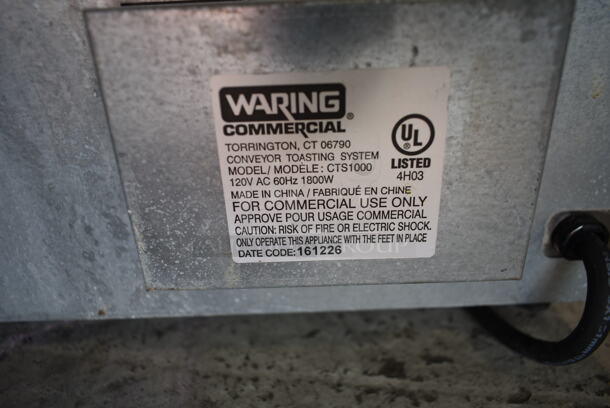 WARING
COMMERCIAL®
TORRINGTON, CT 06790
CONVEYOR TOASTING SYSTEM
MODEL/ MODÈLE: CTS1000
120V AC 60Hz 1800W
MADE IN CHINA / FABRIQUÉ EN CHINE
FOR COMMERCIAL USE ONLY
APPROVE POUR USAGE COMMERCIAL
CAUTION: RISK OF FIRE OR ELECTRIC SHOCK.
ONLY OPERATE THIS APPLIANCE WITH THE FEET IN PLACE
DATE CODE: 161226
UL
®
LISTED
4H03